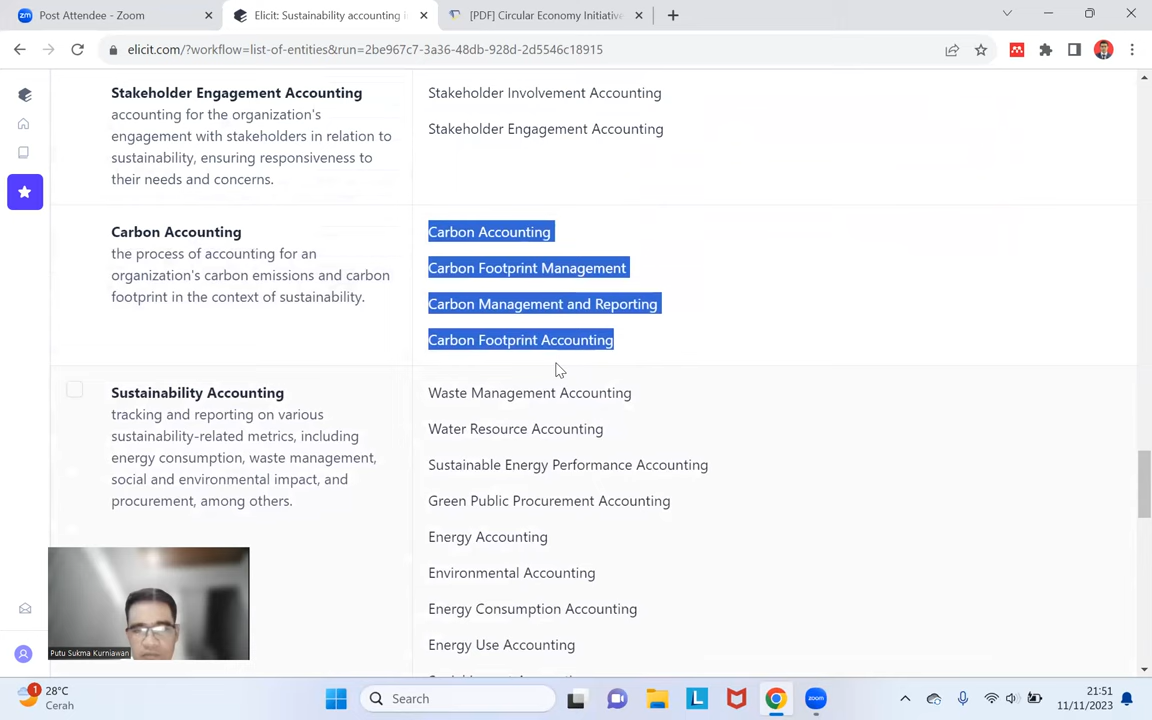 Post Attendee - Zoom
Elicit: Sustainability accounting i
[PDF] Circular Economy Initiative
elicit.com/?workflow=list-of-entities&run=2be967c7-3a36-48db-928d-2d5546c18915
Stakeholder Engagement Accounting
accounting for the organization's
engagement with stakeholders in relation to
sustainability, ensuring responsiveness to
their needs and concerns.
Stakeholder Involvement Accounting
Stakeholder Engagement Accounting
Carbon Accounting
the process of accounting for an
organization's carbon emissions and carbon
footprint in the context of sustainability.
Carbon Accounting
Carbon Footprint Management
Carbon Management and Reporting
Carbon Footprint Accounting
Sustainability Accounting
tracking and reporting on various
sustainability-related metrics, including
energy consumption, waste management,
social and environmental impact, and
procurement, among others.
Waste Management Accounting
Water Resource Accounting
Sustainable Energy Performance Accounting
Green Public Procurement Accounting
Energy Accounting
Environmental Accounting
Energy Consumption Accounting
Energy Use Accounting
Putu Sukma Kurniawan
1
28°C
Cerah
Search
L
zoom
21:51
11/11/2023